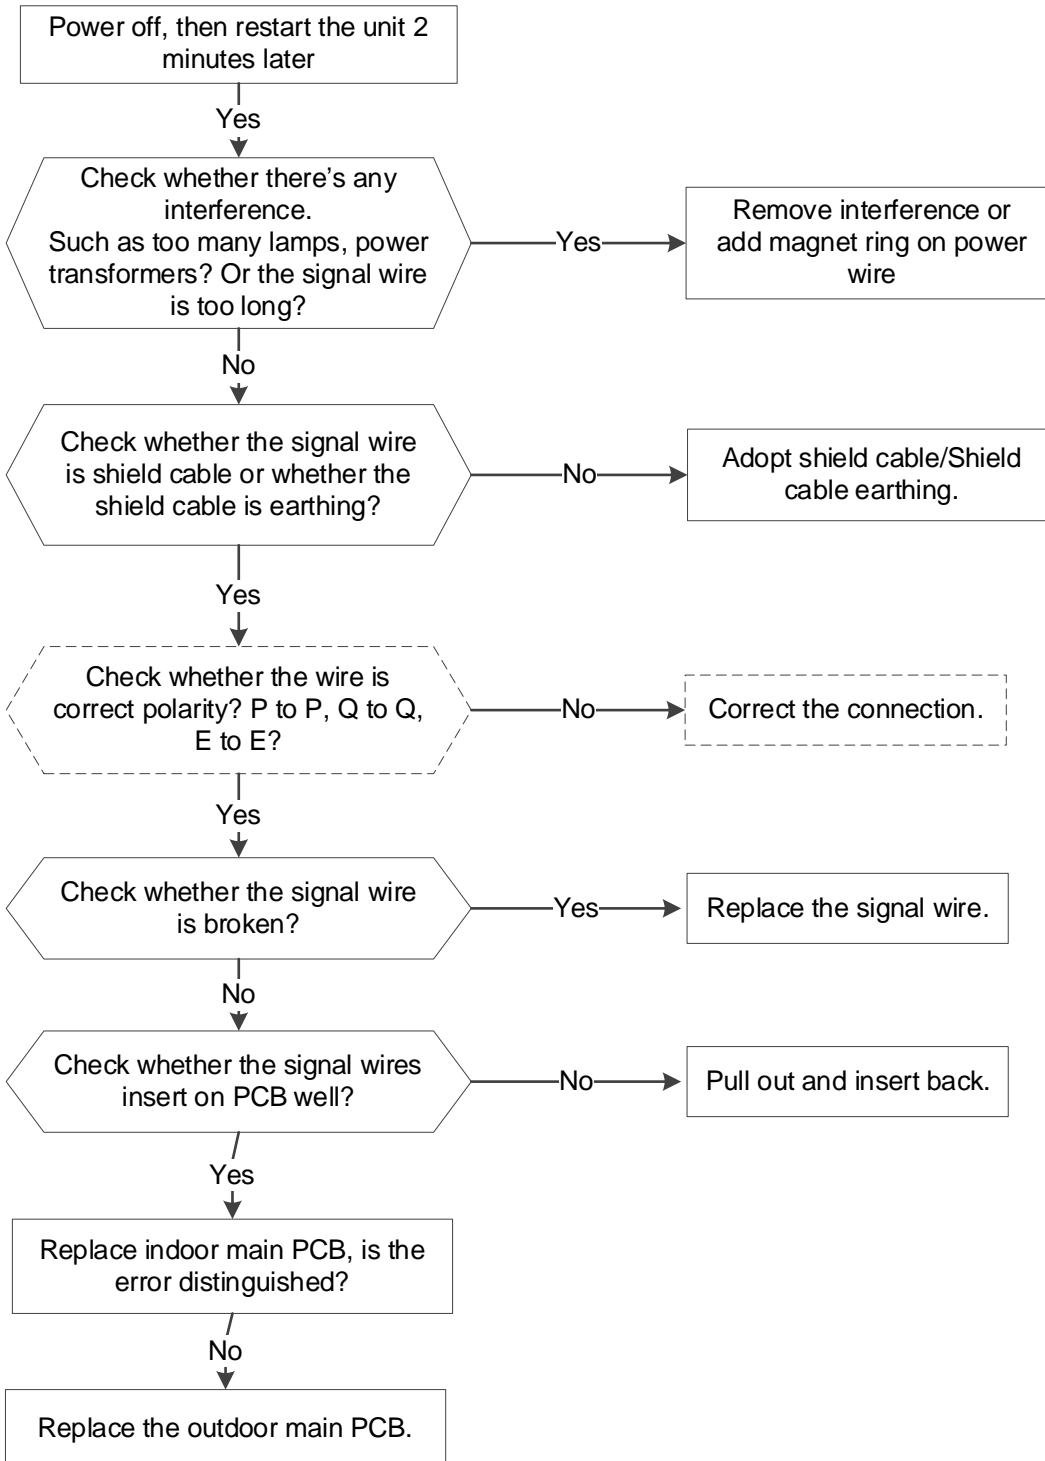 Power off, then restart the unit 2
minutes later
Yes
Check whether there's any
interference.
Such as too many lamps, power
transformers? Or the signal wire
is too long?
Yes
Remove interference or
add magnet ring on power
wire
No
Check whether the signal wire
is shield cable or whether the
shield cable is earthing?
No
Adopt shield cable/Shield
cable earthing.
Yes
Check whether the wire is
correct polarity? P to P, Q to Q,
E to E?
No
Correct the connection.
Yes
Check whether the signal wire
is broken?
Yes
Replace the signal wire.
No
Check whether the signal wires
insert on PCB well?
No
Pull out and insert back.
Yes
Replace indoor main PCB, is the
error distinguished?
No
Replace the outdoor main PCB.